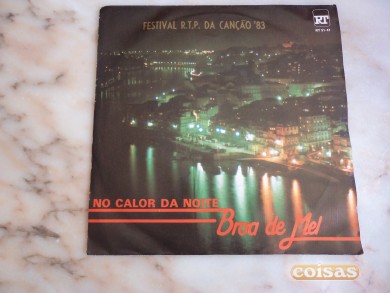 FESTIVAL R.T.P. DA CANÇÃO '83
RT
NO CALOR DA NOITE
Broa de Mel
coisas